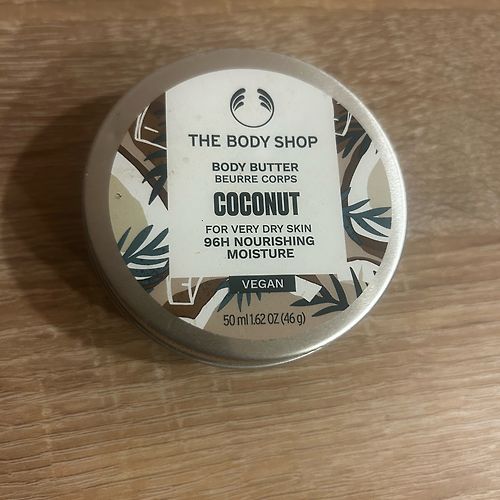 THE BODY SHOP
BODY BUTTER
BEURRE CORPS
COCONUT
FOR VERY DRY SKIN
96H NOURISHING
MOISTURE
VEGAN
50 ml 1.62 OZ (46 g)